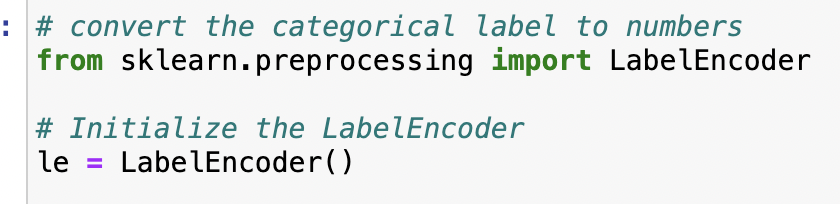 : # convert the categorical label to numbers
from sklearn.preprocessing import LabelEncoder
# Initialize the LabelEncoder
le = LabelEncoder()